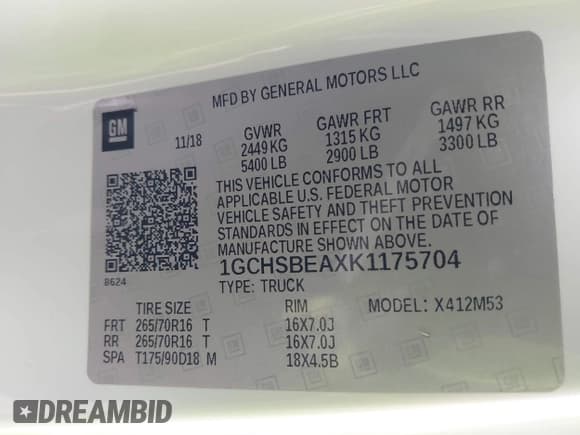 MFD BY GENERAL MOTORS LLC
GM
11/18 GVWR GAWR FRT GAWR RR
2449 KG 1315 KG 1497 KG
5400 LB 2900 LB 3300 LB
THIS VEHICLE CONFORMS TO ALL
APPLICABLE U.S. FEDERAL MOTOR
VEHICLE SAFETY AND THEFT PREVENTION
STANDARDS IN EFFECT ON THE DATE OF
MANUFACTURE SHOWN ABOVE.
1GCHSBEAXK1175704
B624
TYPE: TRUCK
TIRE SIZE RIM MODEL: X412M53
FRT 265/70R16 T 16X7.0J
RR 265/70R16 T 16X7.0J
SPA T175/90D18 M 18X4.5B
DREAMBID